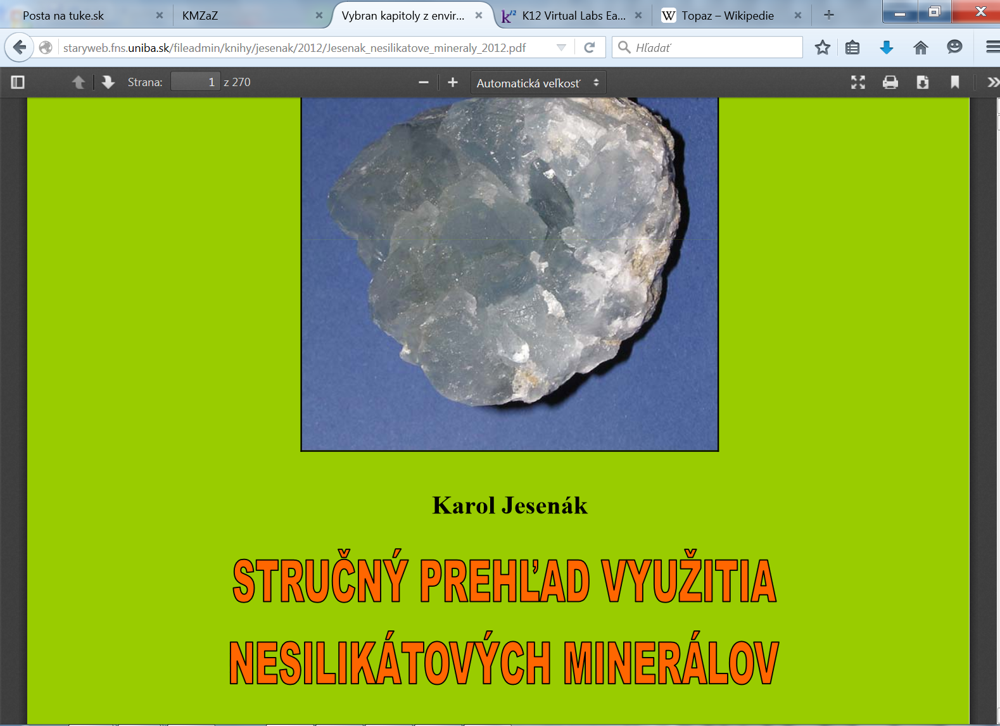 Posta na tuke.sk
KMZaZ
Vybran kapitoly z envir...
K12 Virtual Labs Ea...
Topaz – Wikipedie
staryweb.fns.uniba.sk/fileadmin/knihy/jesenak/2012/Jesenak_nesilikatove_mineraly_2012.pdf
Hľadať
Strana: 1 z 270
Automatická veľkosť
Karol Jesenák
STRUČNÝ PREHĽAD VYUŽITIA
NESILIKÁTOVÝCH MINERÁLOV